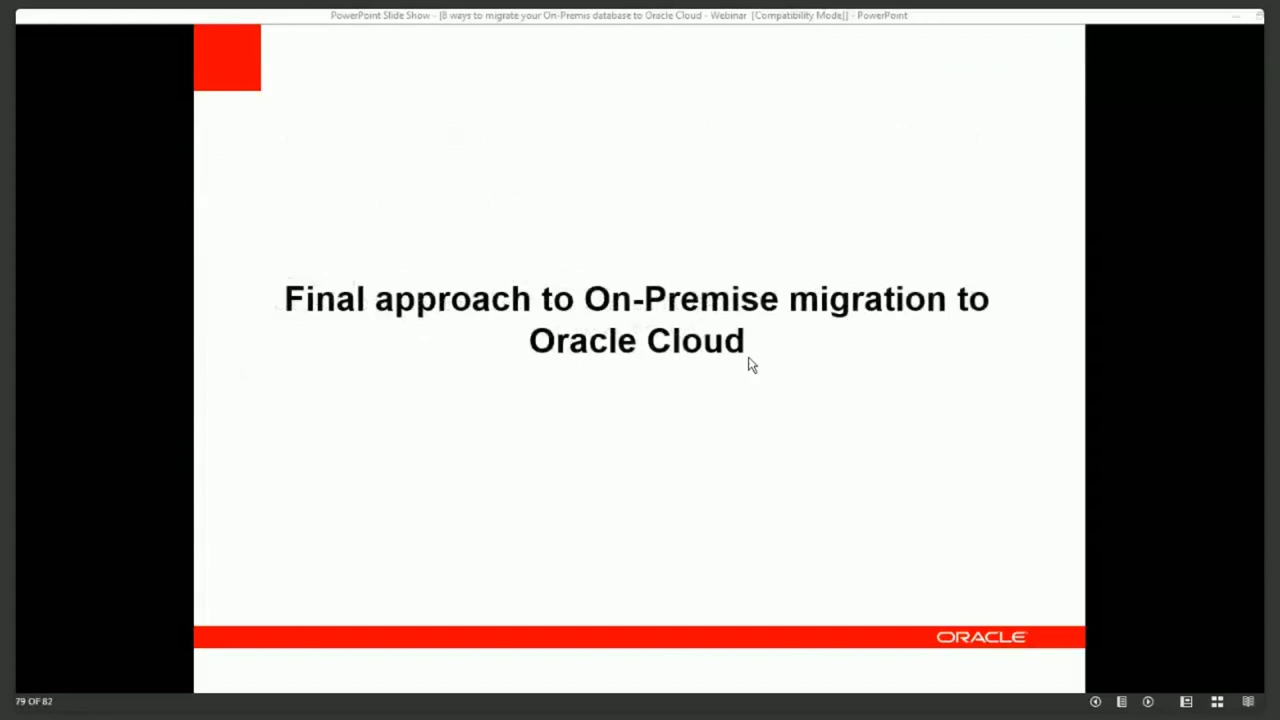 PowerPoint Slide Show - [8 ways to migrate your On-Premis database to Oracle Cloud - Webinar [Compatibility Mode]] - PowerPoint
Final approach to On-Premise migration to
Oracle Cloud
ORACLE
79 OF 82